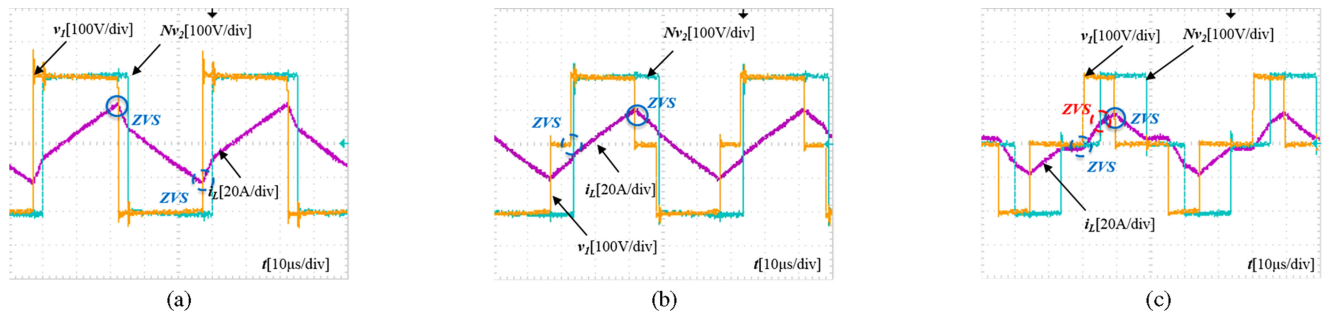 v1[100V/div] Nv2[100V/div]
ZVS
ZVS
iL[20A/div]
t[10μs/div]
(a)
Nv2[100V/div]
ZVS
ZVS
iL[20A/div]
v1[100V/div]
t[10μs/div]
(b)
v1[100V/div] Nv2[100V/div]
ZVS
ZVS
ZVS
iL[20A/div]
t[10μs/div]
(c)